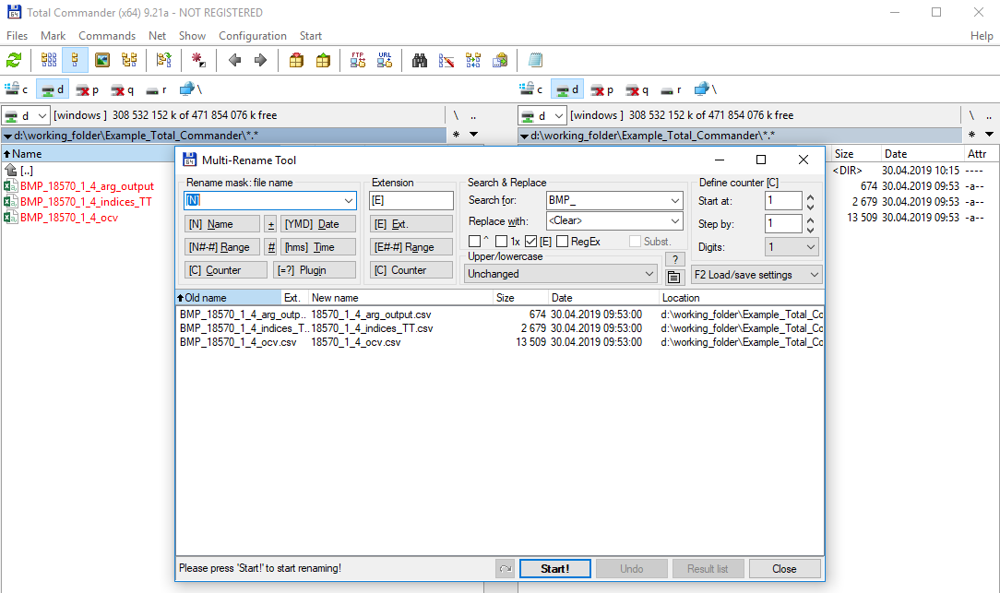 Total Commander (x64) 9.21a - NOT REGISTERED
Files Mark Commands Net Show Configuration Start Help
FTP URL
c d p q r \ c d p q r \
d [windows ] 308 532 152 k of 471 854 076 k free \ .. d [windows ] 308 532 152 k of 471 854 076 k free \ ..
d:\working_folder\Example_Total_Commander\*.* * d:\working_folder\Example_Total_Commander\*.* *
Name Size Date Attr
[..] <DIR> 30.04.2019 10:15 ----
BMP_18570_1_4_arg_output 674 30.04.2019 09:53 -a--
BMP_18570_1_4_indices_TT 2 679 30.04.2019 09:53 -a--
BMP_18570_1_4_ocv 13 509 30.04.2019 09:53 -a--
64 Multi-Rename Tool
Rename mask: file name Extension Search & Replace Define counter [C]
[N] [E] Search for: BMP_ Start at: 1
[N] Name + [YMD] Date [E] Ext. Replace with: <Clear> Step by: 1
[N#-#] Range # [hms] Time [E#-#] Range ^ 1x [E] RegEx Subst. Digits: 1
Upper/lowercase ?
[C] Counter [=?] Plugin [C] Counter Unchanged F2 Load/save settings
Old name Ext. New name Size Date Location
BMP_18570_1_4_arg_outp.. 18570_1_4_arg_output.csv 674 30.04.2019 09:53:00 d:\working_folder\Example_Total_Co
BMP_18570_1_4_indices_T.. 18570_1_4_indices_TT.csv 2 679 30.04.2019 09:53:00 d:\working_folder\Example_Total_Co
BMP_18570_1_4_ocv.csv 18570_1_4_ocv.csv 13 509 30.04.2019 09:53:00 d:\working_folder\Example_Total_Co
Please press 'Start!' to start renaming! Start! Undo Result list Close